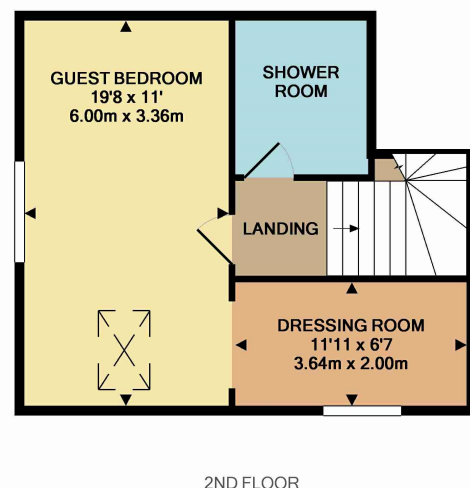 GUEST BEDROOM
19'8 x 11'
6.00m x 3.36m
SHOWER
ROOM
LANDING
DRESSING ROOM
11'11 x 6'7
3.64m x 2.00m
2ND FLOOR